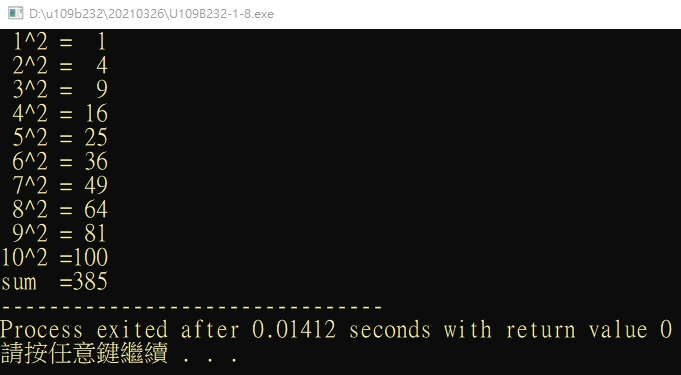 D:\u109b232\20210326\U109B232-1-8.exe
 1^2 =  1
 2^2 =  4
 3^2 =  9
 4^2 = 16
 5^2 = 25
 6^2 = 36
 7^2 = 49
 8^2 = 64
 9^2 = 81
10^2 =100
sum  =385
--------------------------------
Process exited after 0.01412 seconds with return value 0
請按任意鍵繼續 . . .